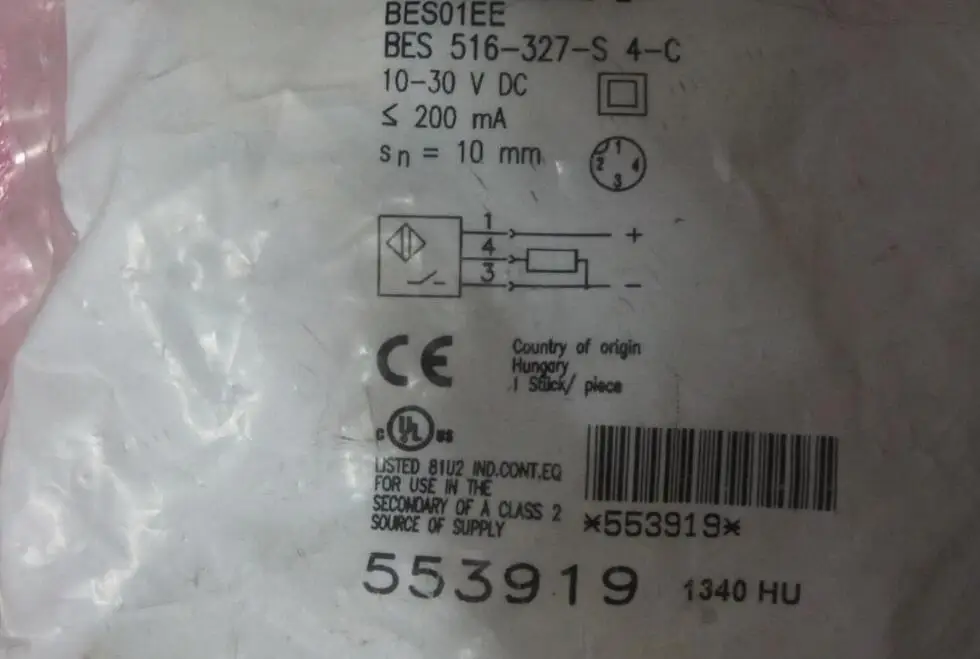 BES01EE
BES 516-327-S 4-C
10-30 V DC
≤ 200 mA
sn = 10 mm
1
2 4
3
1 +
4
3 -
CE
Country of origin
Hungary
1 Stück/ piece
c UL us
LISTED 81U2 IND.CONT.EQ
FOR USE IN THE
SECONDARY OF A CLASS 2
SOURCE OF SUPPLY
*553919*
553919 1340 HU